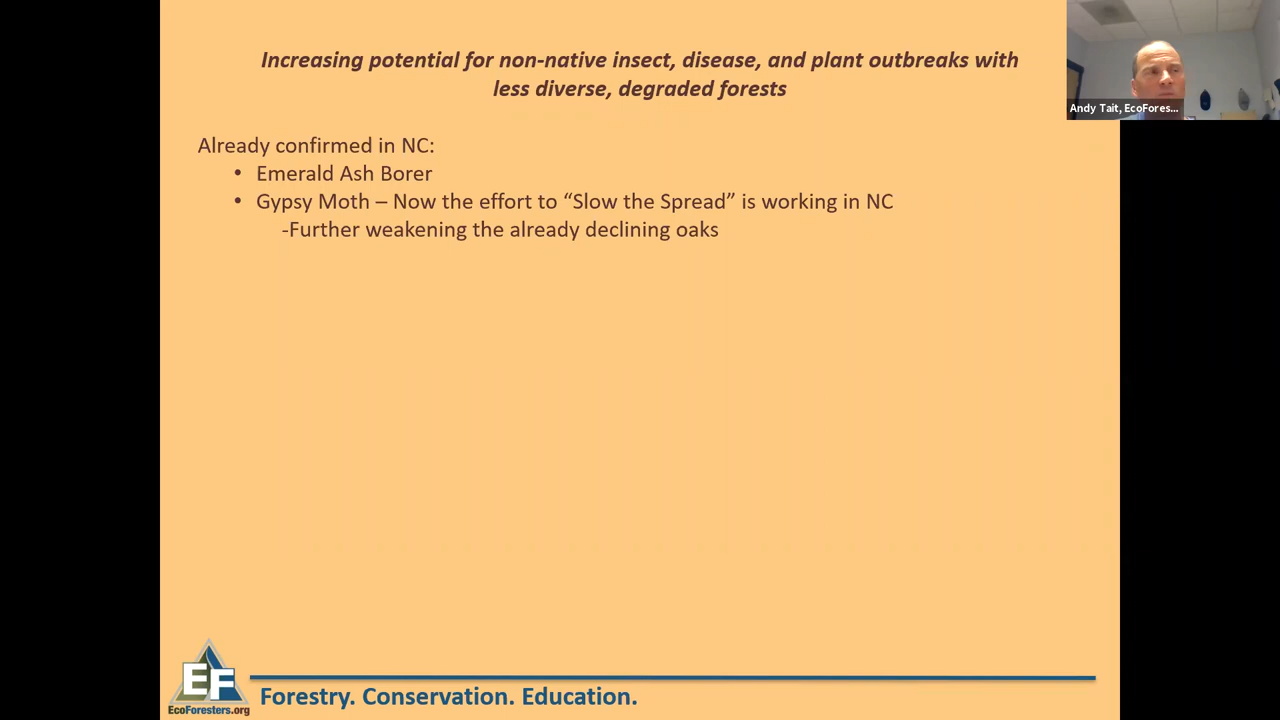 Increasing potential for non-native insect, disease, and plant outbreaks with
less diverse, degraded forests
Andy Tait, EcoFores...
Already confirmed in NC:
• Emerald Ash Borer
• Gypsy Moth – Now the effort to “Slow the Spread” is working in NC
-Further weakening the already declining oaks
EF
EcoForesters.org
Forestry. Conservation. Education.